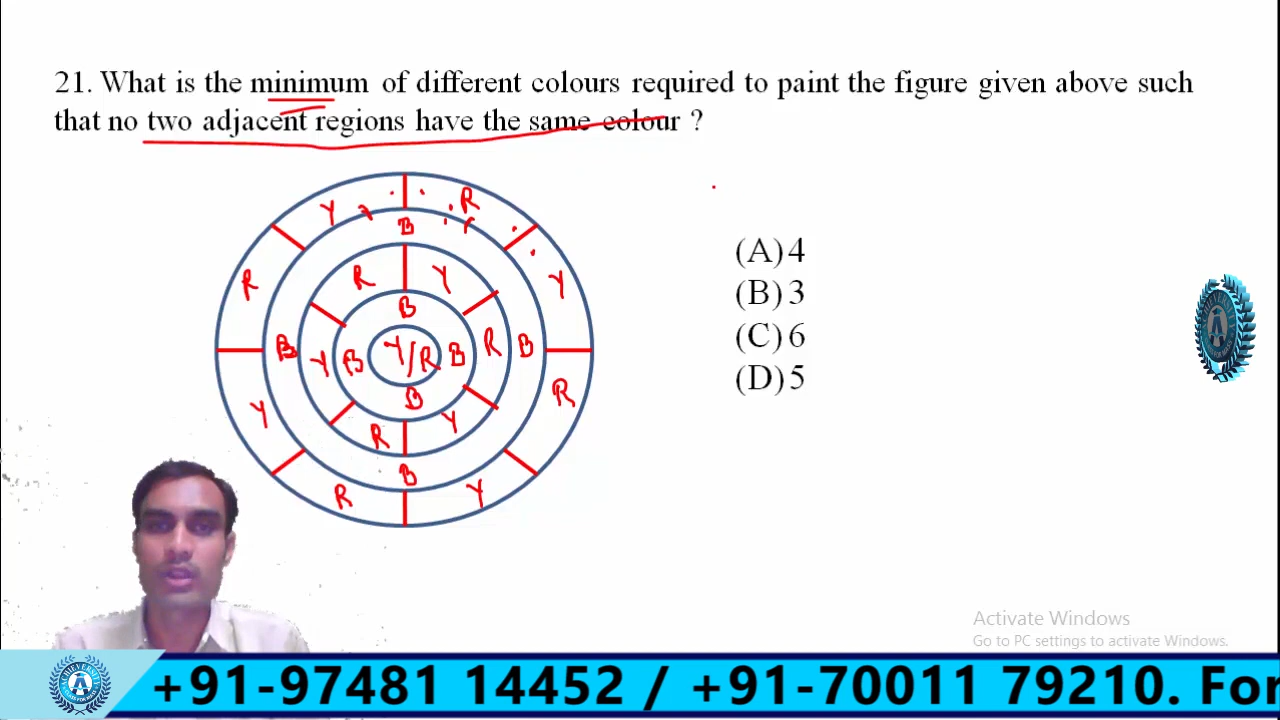 21. What is the minimum of different colours required to paint the figure given above such
that no two adjacent regions have the same colour ?
Y R
B
R R Y Y
B
B Y B Y/R B R B
B
Y R Y R
B
R Y
(A) 4
(B) 3
(C) 6
(D) 5
Activate Windows
Go to PC settings to activate Windows.
+91-97481 14452 / +91-70011 79210. For